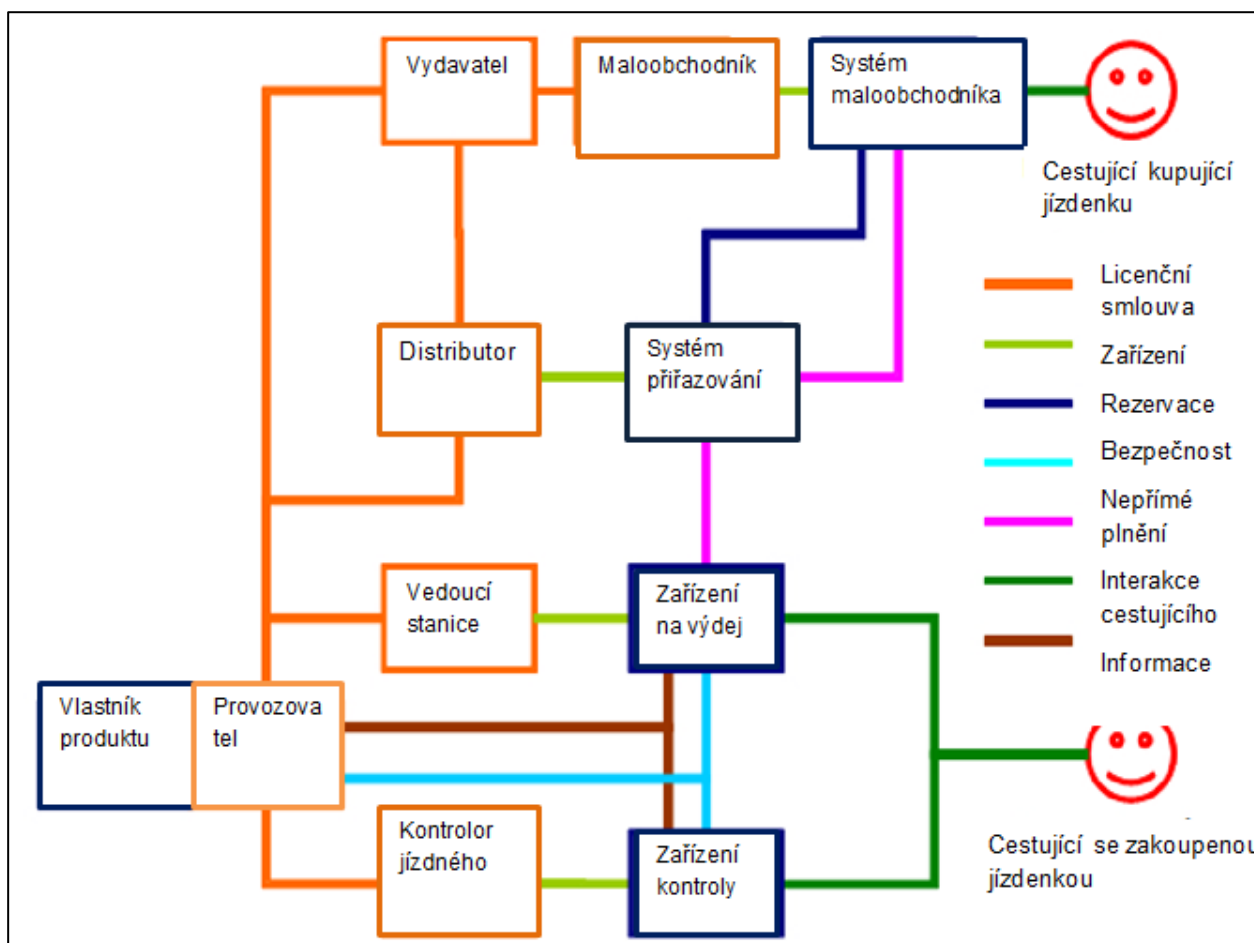 Vydavatel
Maloobchodník
Systém
maloobchodníka
Cestující kupující
jízdenku
Distributor
Systém
přiřazování
Licenční
smlouva
Zařízení
Rezervace
Bezpečnost
Nepřímé
plnění
Interakce
cestujícího
Informace
Vedoucí
stanice
Zařízení
na výdej
Vlastník
produktu
Provozova
tel
Kontrolor
jízdného
Zařízení
kontroly
Cestující se zakoupenou
jízdenkou